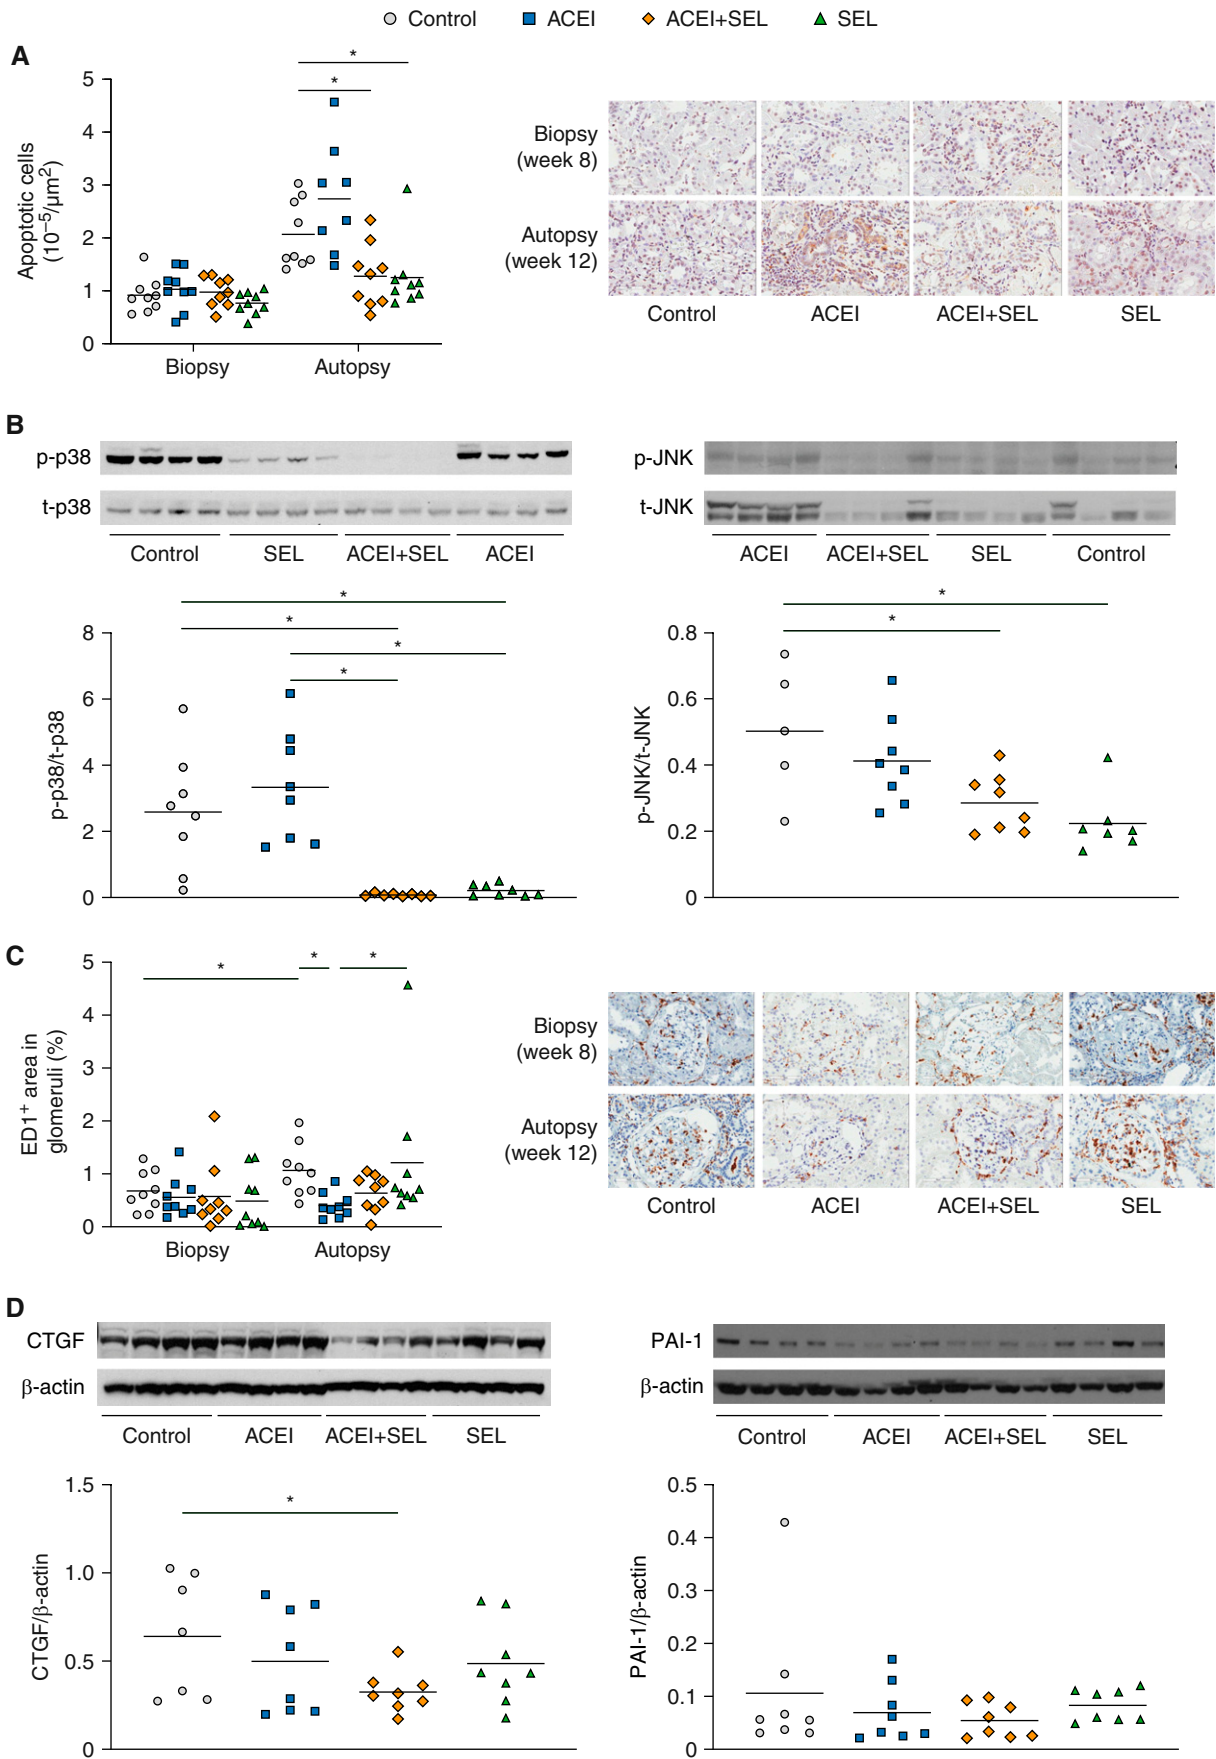 Control ACEI ACEI+SEL SEL
A
* *
5
4
3
2
1
0
Apoptotic cells
(10⁻⁵/μm²)
Biopsy Autopsy
Biopsy
(week 8)
Autopsy
(week 12)
Control ACEI ACEI+SEL SEL
B
p-p38
t-p38
Control SEL ACEI+SEL ACEI
p-JNK
t-JNK
ACEI ACEI+SEL SEL Control
* * * *
8
6
4
2
0
p-p38/t-p38
* *
0.8
0.6
0.4
0.2
0
p-JNK/t-JNK
C
* * *
5
4
3
2
1
0
ED1⁺ area in
glomeruli (%)
Biopsy Autopsy
Biopsy
(week 8)
Autopsy
(week 12)
Control ACEI ACEI+SEL SEL
D
CTGF
β-actin
Control ACEI ACEI+SEL SEL
PAI-1
β-actin
Control ACEI ACEI+SEL SEL
*
1.5
1.0
0.5
0
CTGF/β-actin
0.5
0.4
0.3
0.2
0.1
0
PAI-1/β-actin